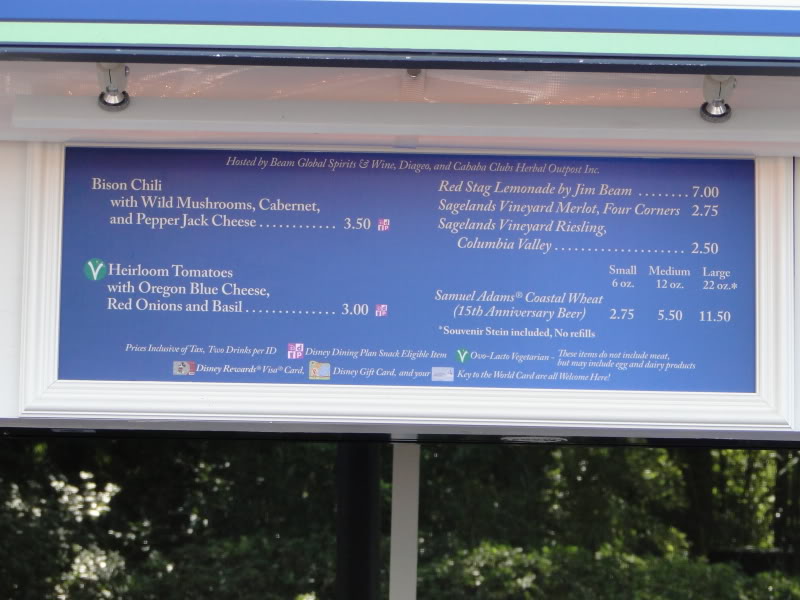 Hosted by Beam Global Spirits & Wine, Diageo, and Cababa Clubs Herbal Outpost Inc.
Bison Chili
with Wild Mushrooms, Cabernet,
and Pepper Jack Cheese ............ 3.50
V Heirloom Tomatoes
with Oregon Blue Cheese,
Red Onions and Basil .............. 3.00
Red Stag Lemonade by Jim Beam ........ 7.00
Sagelands Vineyard Merlot, Four Corners 2.75
Sagelands Vineyard Riesling,
Columbia Valley ..................... 2.50
Small Medium Large
6 oz. 12 oz. 22 oz.*
Samuel Adams® Coastal Wheat
(15th Anniversary Beer) 2.75 5.50 11.50
*Souvenir Stein included, No refills
Prices Inclusive of Tax, Two Drinks per ID Disney Dining Plan Snack Eligible Item V Ovo-Lacto Vegetarian - These items do not include meat,
but may include egg and dairy products
Disney Rewards® Visa® Card, Disney Gift Card, and your Key to the World Card are all Welcome Here!